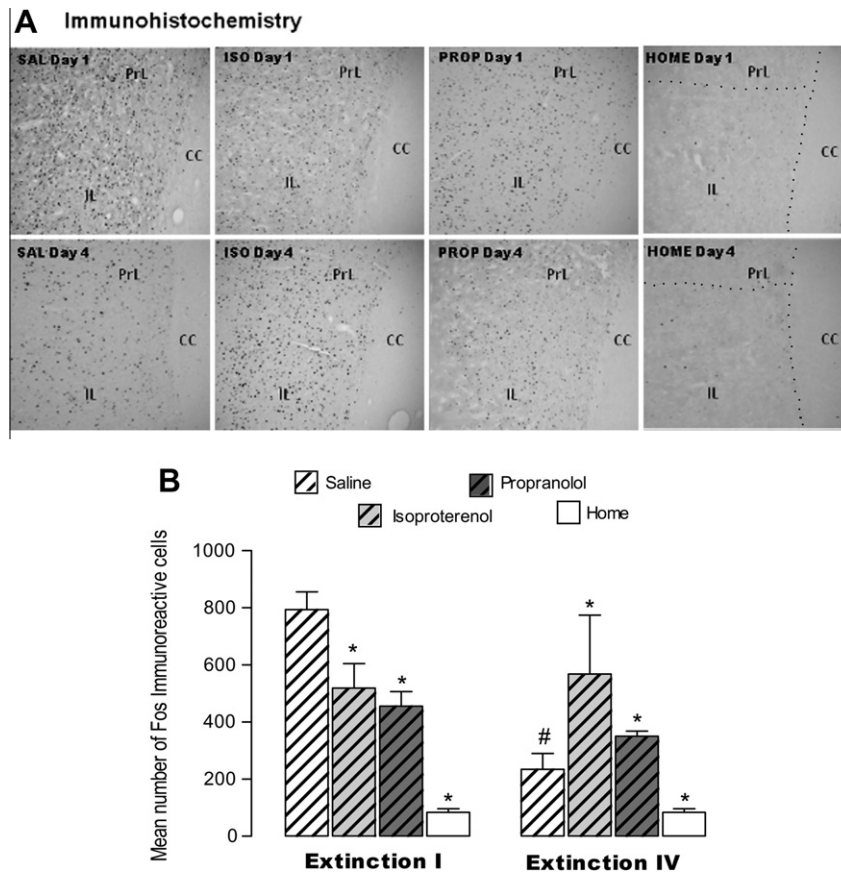 A Immunohistochemistry
SAL Day 1 PrL CC IL
ISO Day 1 PrL CC IL
PROP Day 1 PrL CC IL
HOME Day 1 PrL CC IL
SAL Day 4 PrL CC IL
ISO Day 4 PrL CC IL
PROP Day 4 PrL CC IL
HOME Day 4 PrL CC IL
B
Saline Propranolol
Isoproterenol Home
Mean number of Fos Immunoreactive cells
1000
800
600
400
200
0
* * *
# * * *
Extinction I Extinction IV